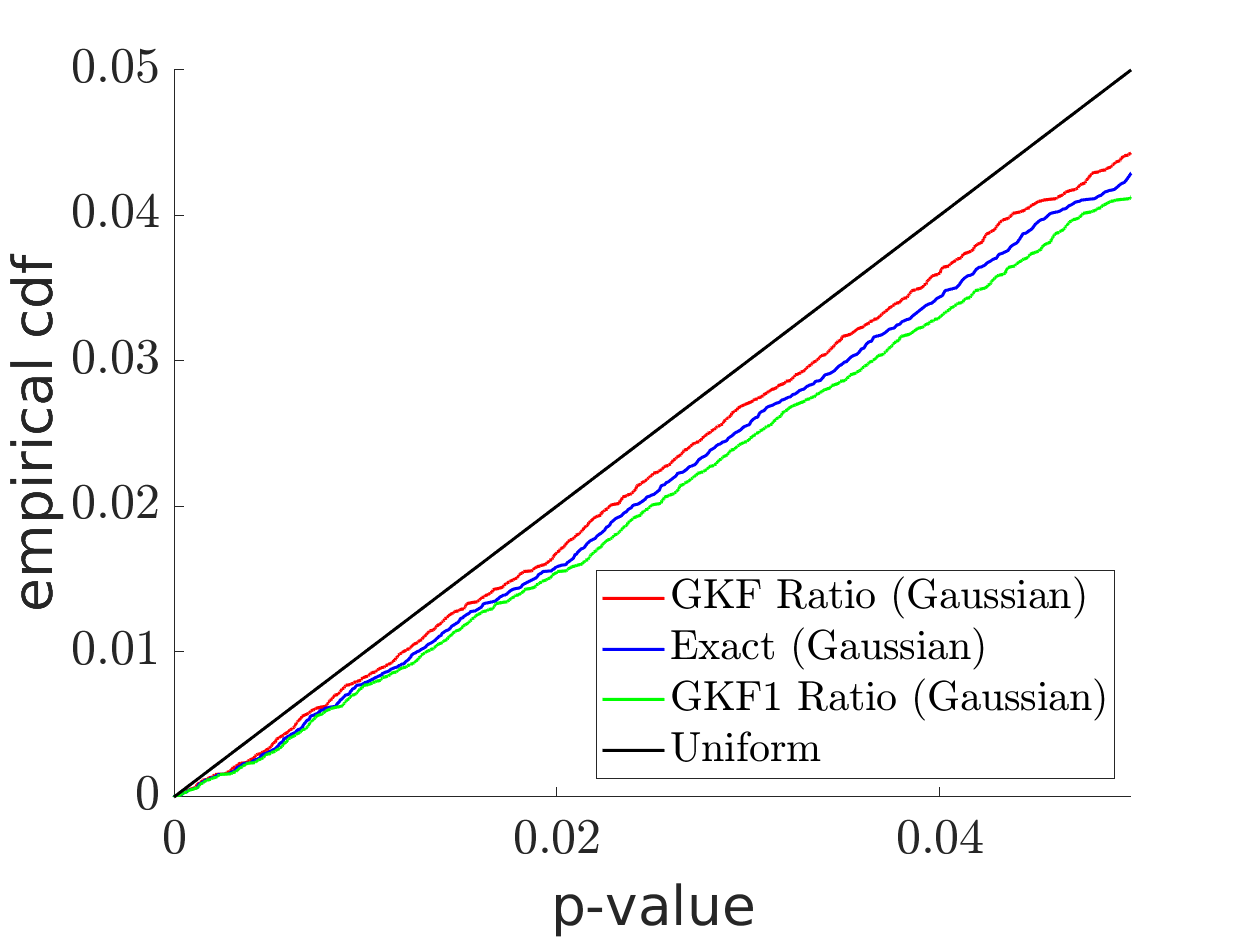 0.05
0.04
0.03
0.02
0.01
0
empirical cdf
GKF Ratio (Gaussian)
Exact (Gaussian)
GKF1 Ratio (Gaussian)
Uniform
0
0.02
0.04
p-value